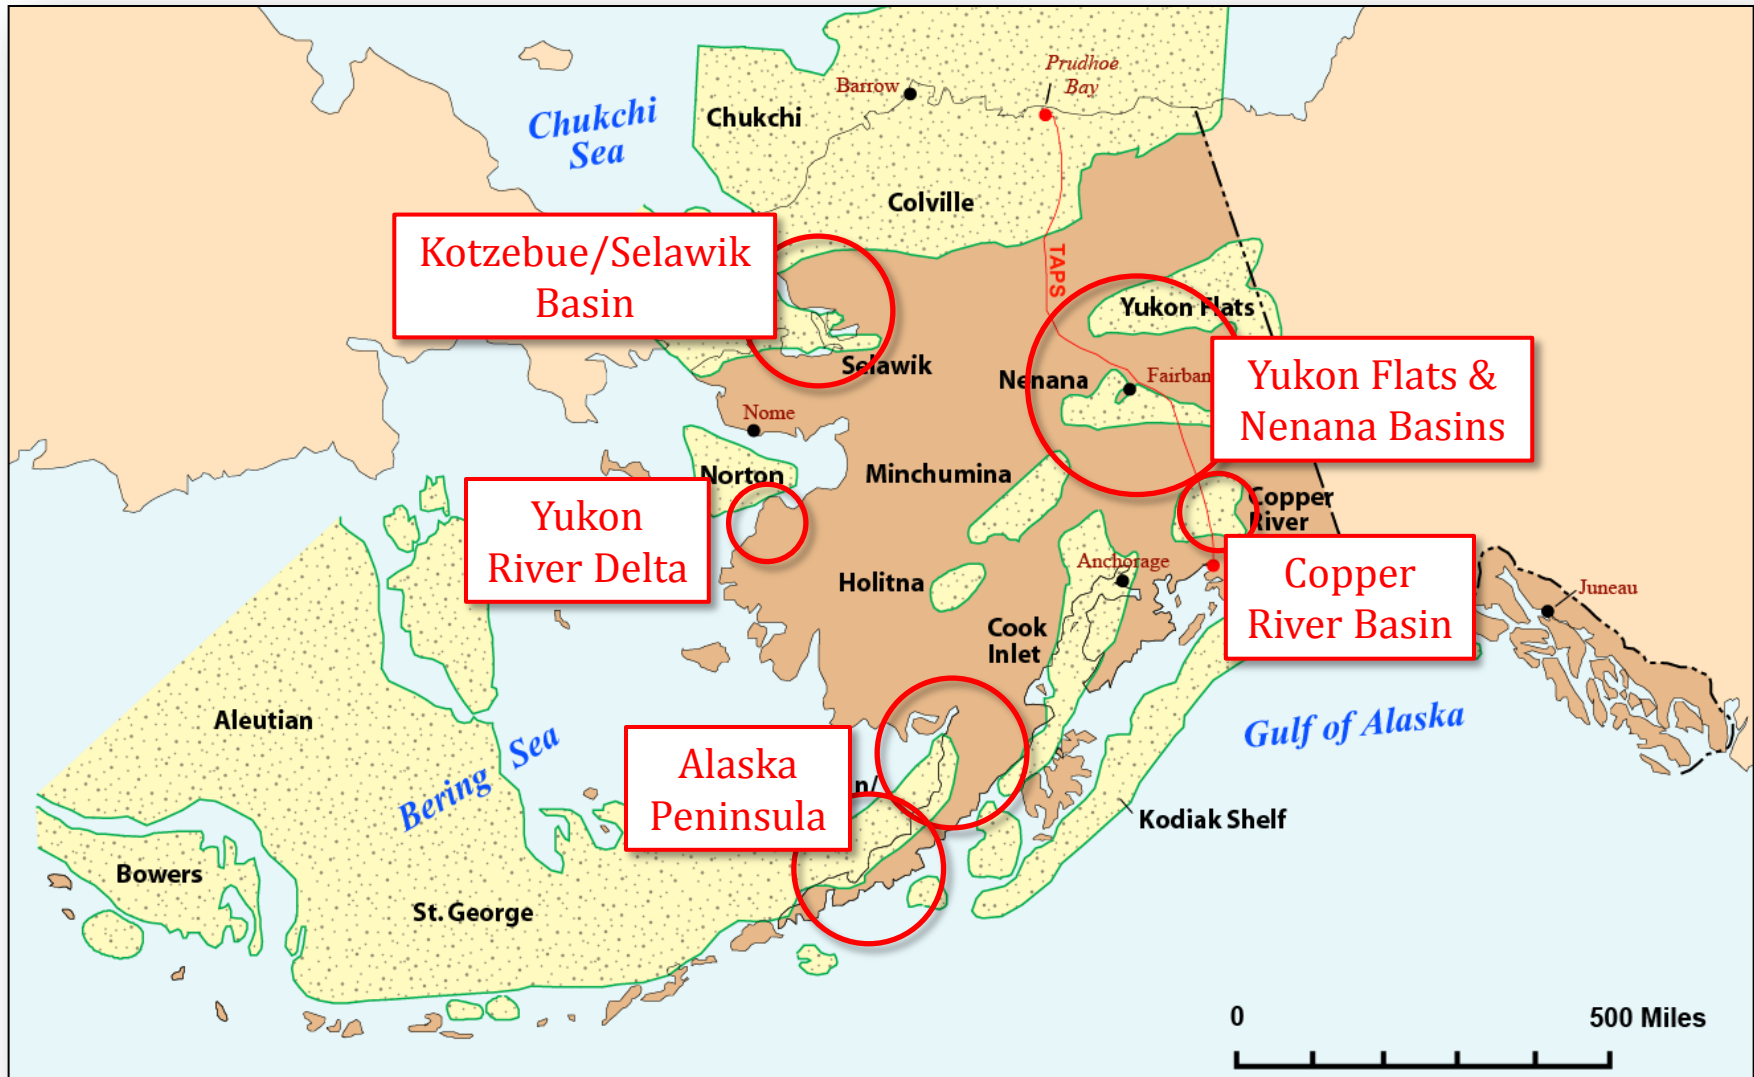 Prudhoe
Bay
Barrow
Chukchi
Chukchi
Sea
Colville
Kotzebue/Selawik
Basin
TAPS
Yukon Flats
Selawik
Nenana
Yukon Flats &
Nenana Basins
Nome
Norton
Minchumina
Copper
River
Yukon
River Delta
Anchorage
Holitna
Copper
River Basin
Juneau
Cook
Inlet
Aleutian
Gulf of Alaska
Bering Sea
Alaska
Peninsula
Kodiak Shelf
Bowers
St. George
0
500 Miles